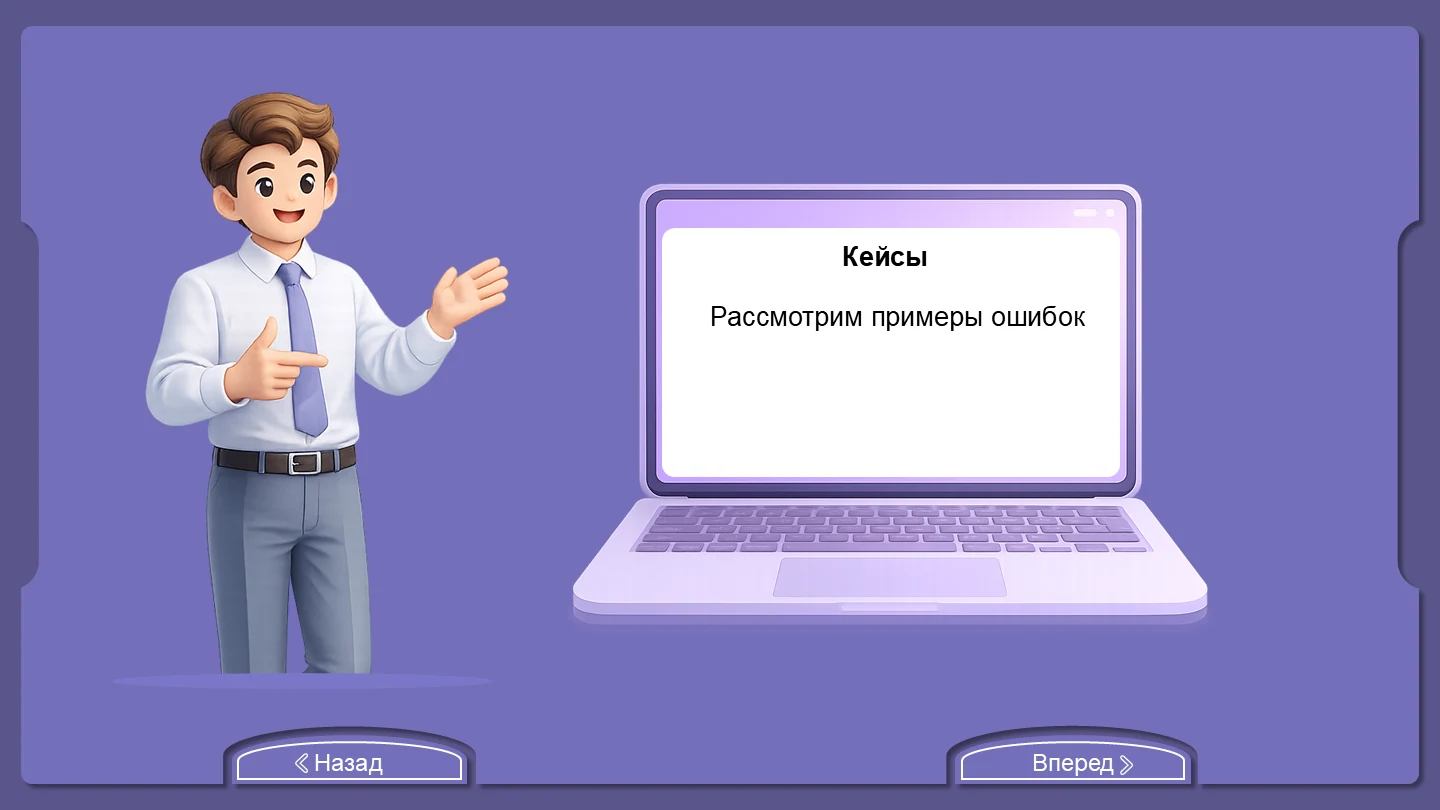 Кейсы
Рассмотрим примеры ошибок
Назад
Вперед